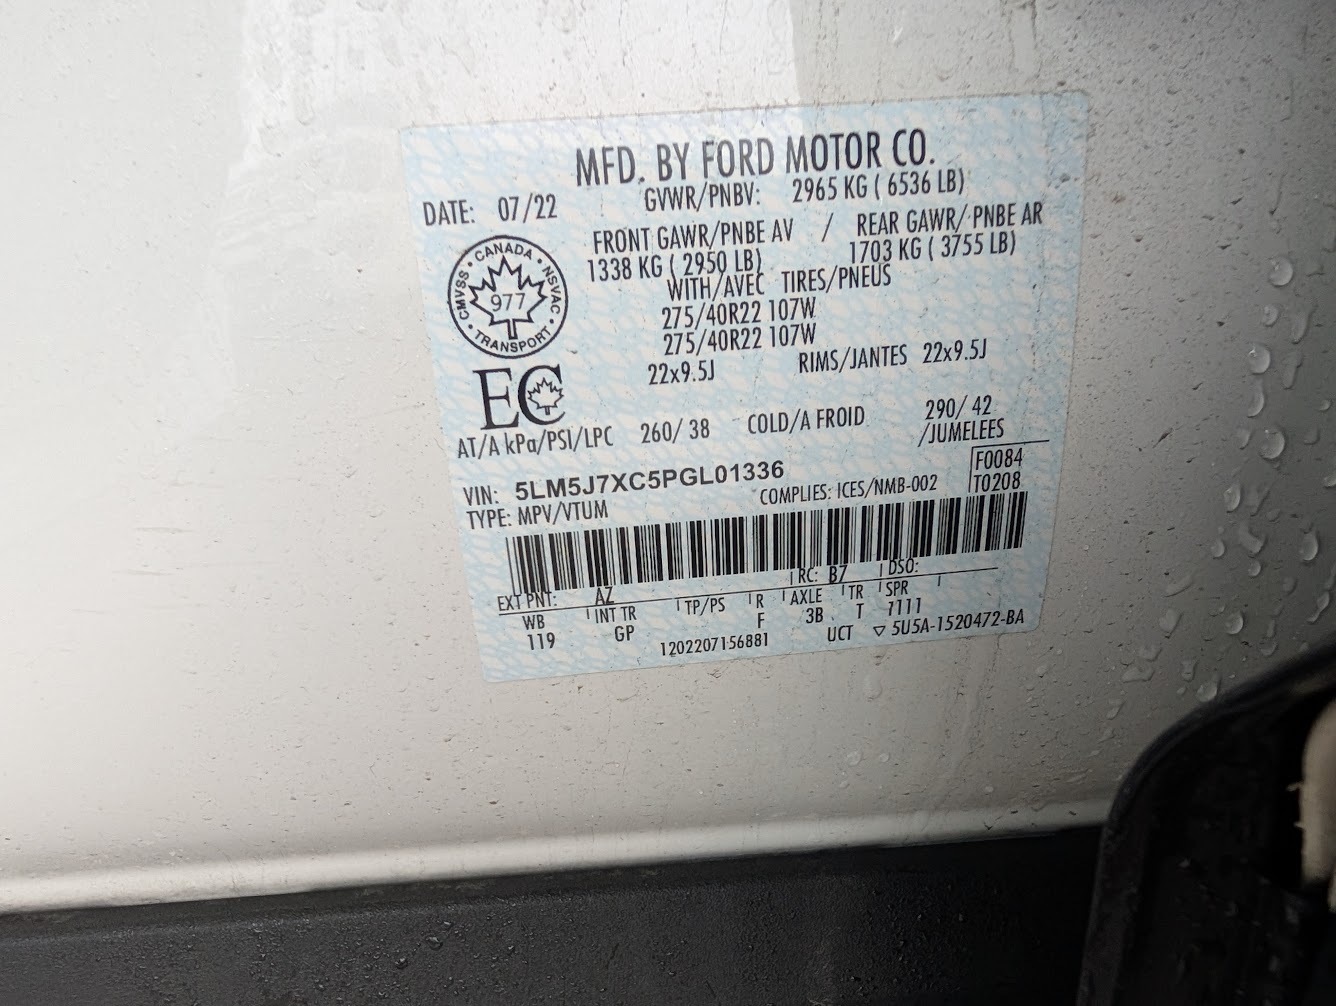 MFD. BY FORD MOTOR CO.
DATE: 07/22
GVWR/PNBV: 2965 KG ( 6536 LB)
FRONT GAWR/PNBE AV / REAR GAWR/ PNBE AR
1338 KG ( 2950 LB) 1703 KG ( 3755 LB)
WITH/AVEC TIRES/PNEUS
275/40R22 107W
275/40R22 107W
22x9.5J RIMS/JANTES 22x9.5J
CMVSS • CANADA • NSVAC • TRANSPORT •
977
EC
AT/A kPa/PSI/LPC 260/ 38 COLD/A FROID 290/ 42
/JUMELEES
VIN: 5LM5J7XC5PGL01336
F0084
T0208
TYPE: MPV/VTUM COMPLIES: ICES/NMB-002
EXT PNT: AZ RC: B7 DSO:
WB INT TR TP/PS R AXLE TR SPR
119 GP F 3B T 1111
1202207156881 UCT ▽ 5U5A-1520472-BA